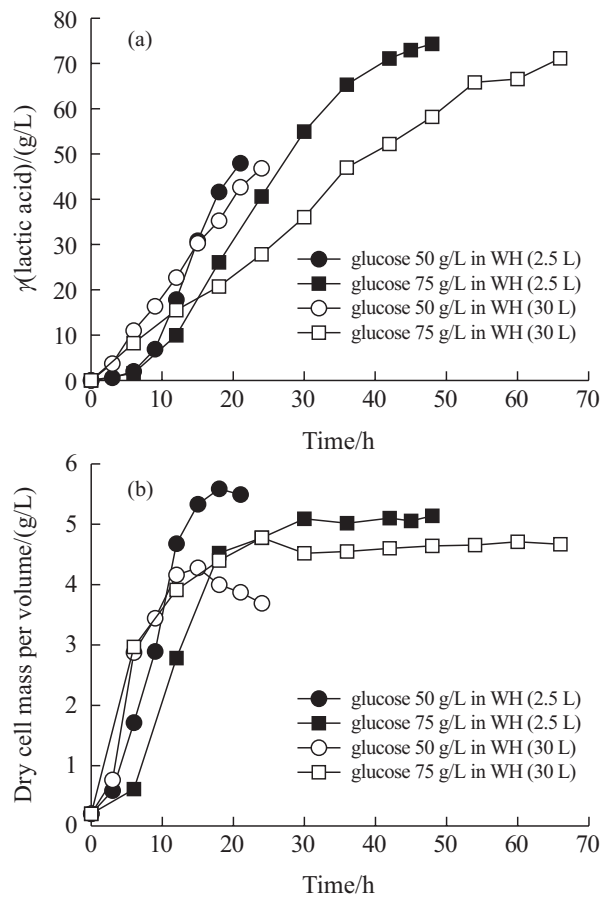 (a)
γ(lactic acid)/(g/L)
80
70
60
50
40
30
20
10
0
glucose 50 g/L in WH (2.5 L)
glucose 75 g/L in WH (2.5 L)
glucose 50 g/L in WH (30 L)
glucose 75 g/L in WH (30 L)
0 10 20 30 40 50 60 70
Time/h
(b)
Dry cell mass per volume/(g/L)
6
5
4
3
2
1
0
glucose 50 g/L in WH (2.5 L)
glucose 75 g/L in WH (2.5 L)
glucose 50 g/L in WH (30 L)
glucose 75 g/L in WH (30 L)
0 10 20 30 40 50 60 70
Time/h